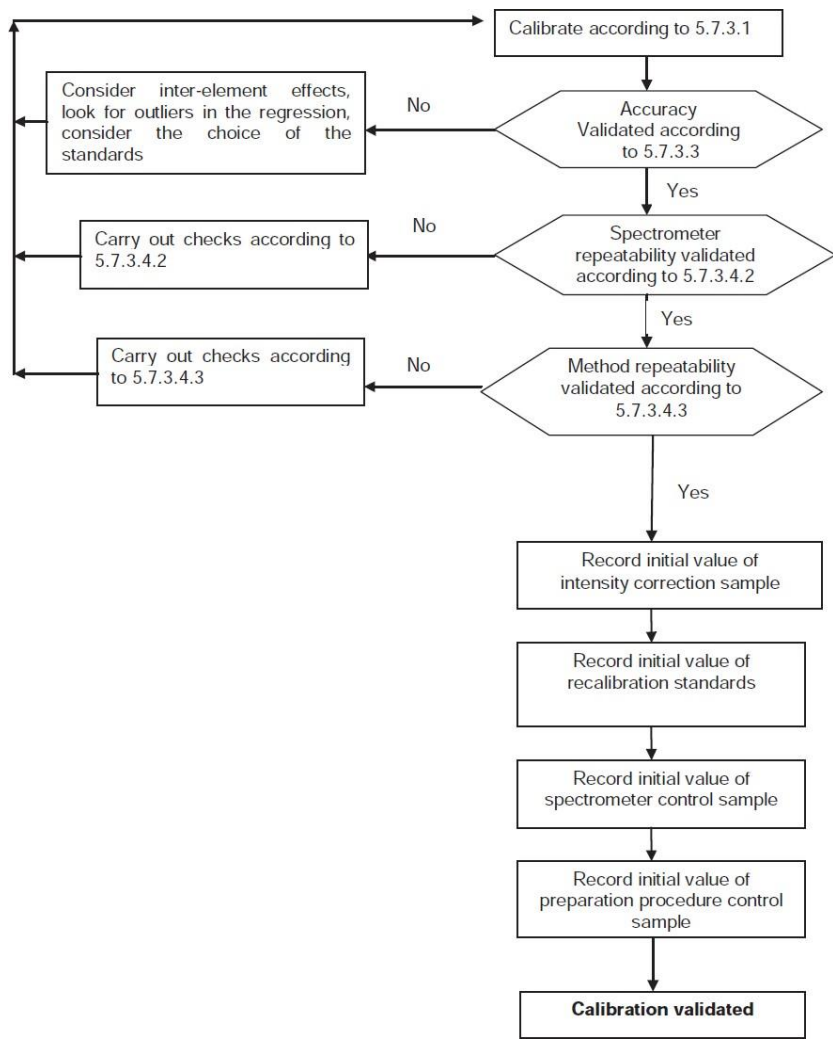 Calibrate according to 5.7.3.1
Consider inter-element effects,
look for outliers in the regression,
consider the choice of the
standards
No
Accuracy
Validated according
to 5.7.3.3
Yes
Carry out checks according to
5.7.3.4.2
No
Spectrometer
repeatability validated
according to 5.7.3.4.2
Yes
Carry out checks according
to 5.7.3.4.3
No
Method repeatability
validated according to
5.7.3.4.3
Yes
Record initial value of
intensity correction sample
Record initial value of
recalibration standards
Record initial value of
spectrometer control sample
Record initial value of
preparation procedure control
sample
Calibration validated